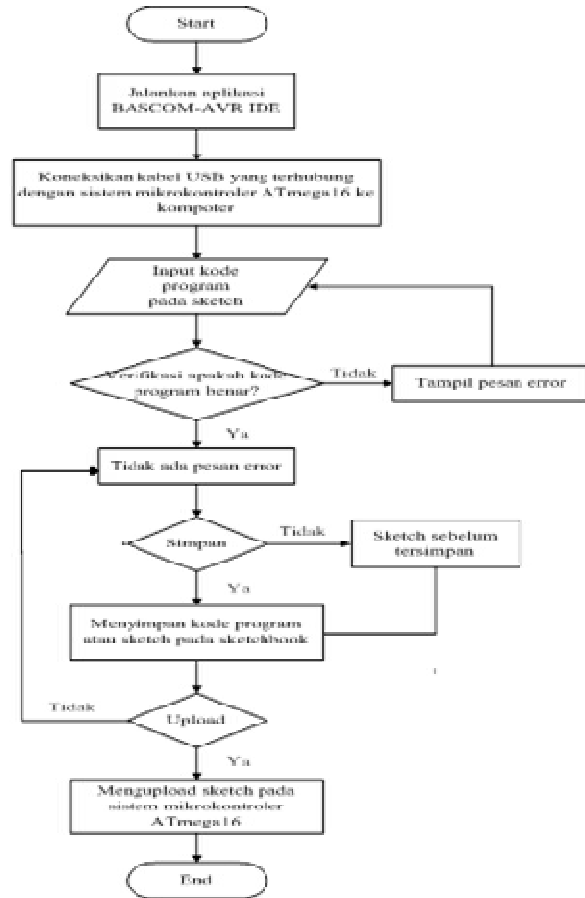 Start
Jalankan aplikasi
BASCOM-AVR IDE
Koneksikan kabel USB yang terhubung
dengan sistem mikrokontroler ATmega16 ke
komputer
Input kode
program
pada sketch
Verifikasi apakah kode
program benar?
Tidak
Tampil pesan error
Ya
Tidak ada pesan error
Simpan
Tidak
Sketch sebelum
tersimpan
Ya
Menyimpan kode program
atau sketch pada sketchbook
Tidak
Upload
Ya
Mengupload sketch pada
sistem mikrokontroler
ATmega16
End